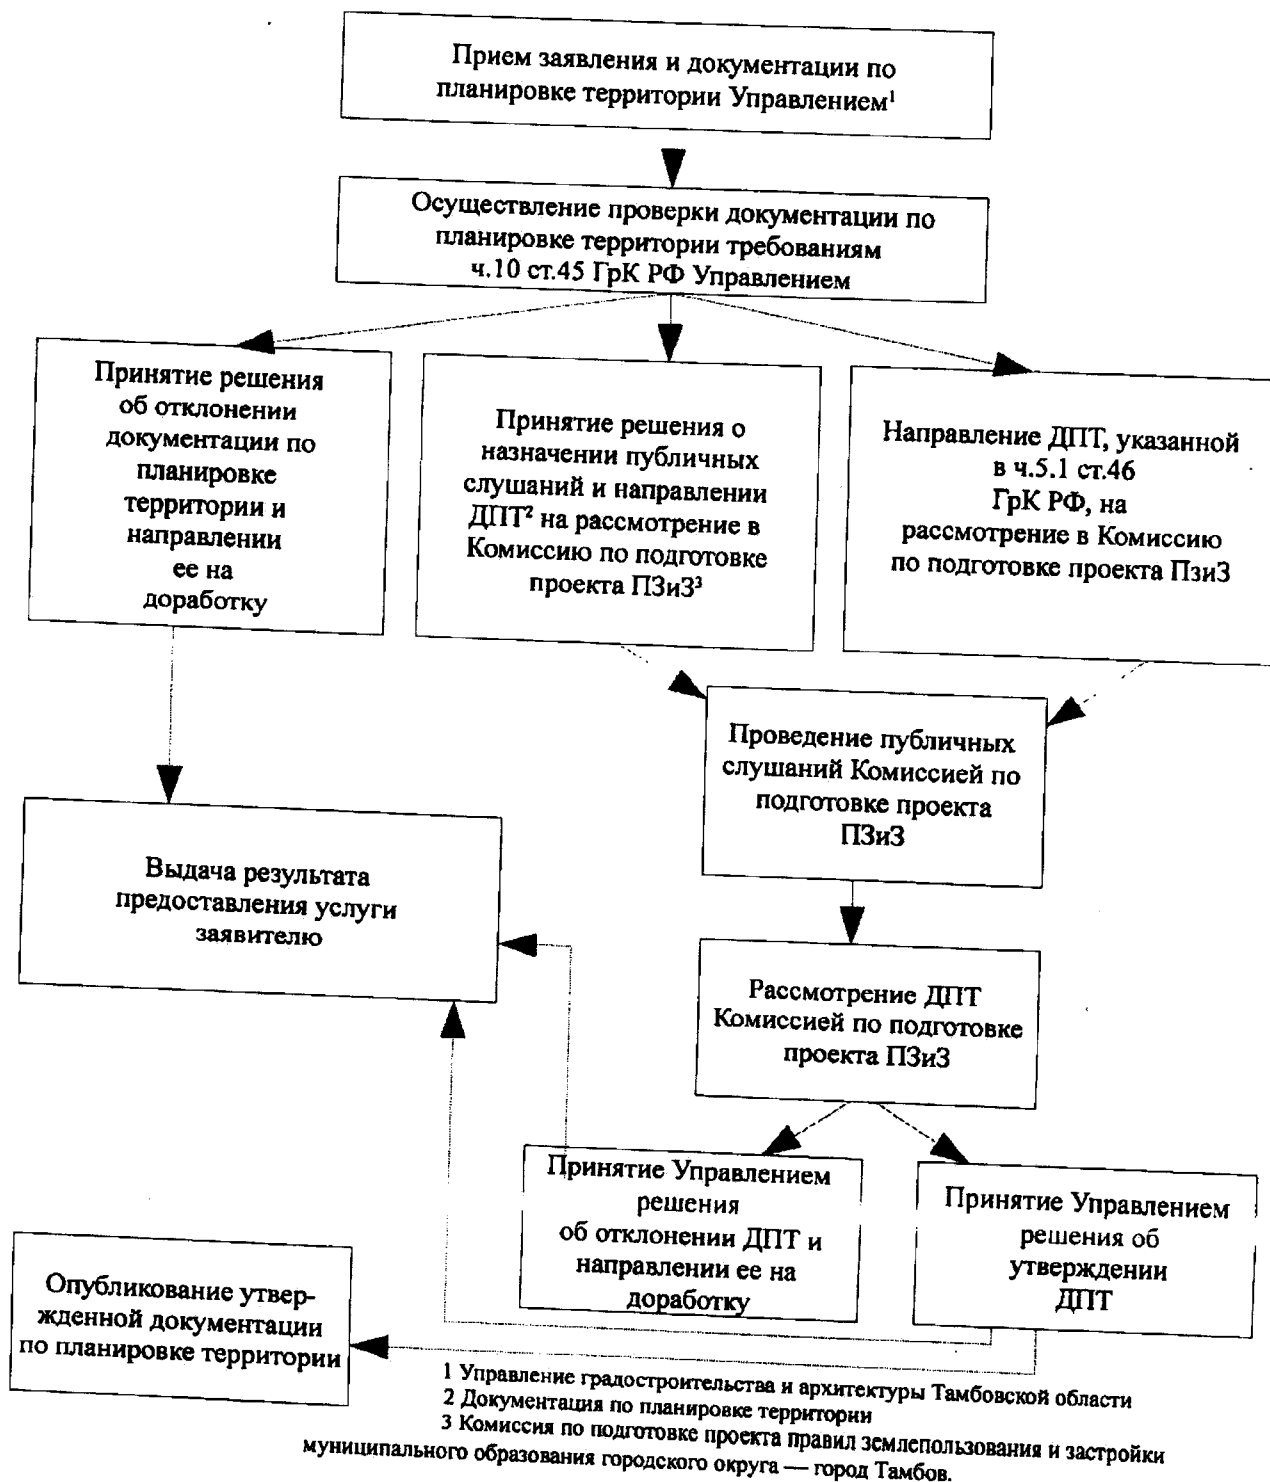 Прием заявления и документации по
планировке территории Управлением¹
Осуществление проверки документации по
планировке территории требованиям
ч.10 ст.45 ГрК РФ Управлением
Принятие решения
об отклонении
документации по
планировке
территории и
направлении
ее на
доработку
Принятие решения о
назначении публичных
слушаний и направлении
ДПТ² на рассмотрение в
Комиссию по подготовке
проекта ПЗиЗ³
Направление ДПТ, указанной
в ч.5.1 ст.46
ГрК РФ, на
рассмотрение в Комиссию
по подготовке проекта ПзиЗ
Проведение публичных
слушаний Комиссией по
подготовке проекта
ПЗиЗ
Выдача результата
предоставления услуги
заявителю
Рассмотрение ДПТ
Комиссией по подготовке
проекта ПЗиЗ
Принятие Управлением
решения
об отклонении ДПТ и
направлении ее на
доработку
Принятие Управлением
решения об
утверждении
ДПТ
Опубликование утвер-
жденной документации
по планировке территории
1 Управление градостроительства и архитектуры Тамбовской области
2 Документация по планировке территории
3 Комиссия по подготовке проекта правил землепользования и застройки
муниципального образования городского округа — город Тамбов.